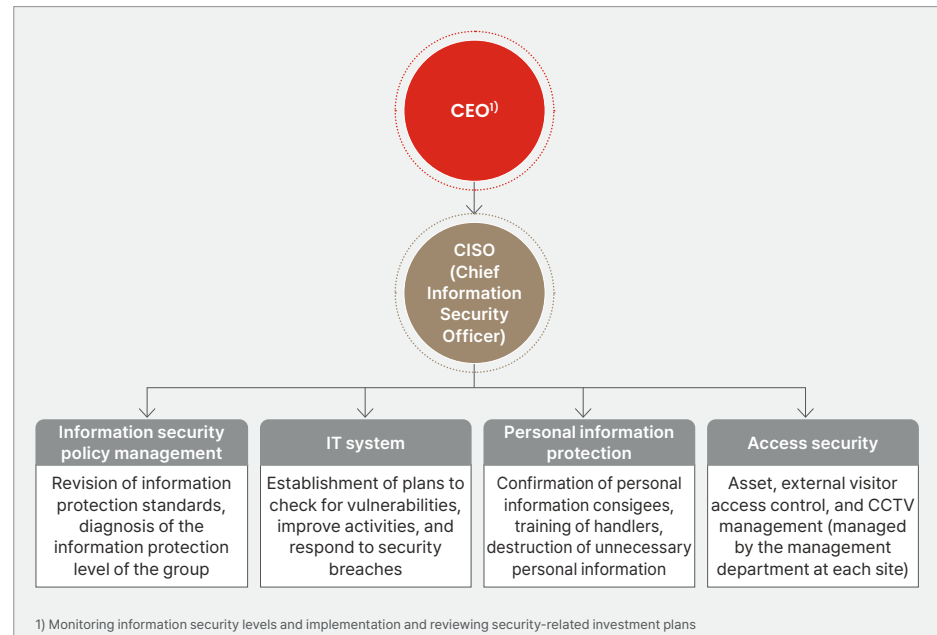 CEO1)
CISO
(Chief
Information
Security
Officer)
Information security
policy management
Revision of information
protection standards,
diagnosis of the
information protection
level of the group
IT system
Establishment of plans to
check for vulnerabilities,
improve activities, and
respond to security
breaches
Personal information
protection
Confirmation of personal
information consigees,
training of handlers,
destruction of unnecessary
personal information
Access security
Asset, external visitor
access control, and CCTV
management (managed
by the management
department at each site)
1) Monitoring information security levels and implementation and reviewing security-related investment plans